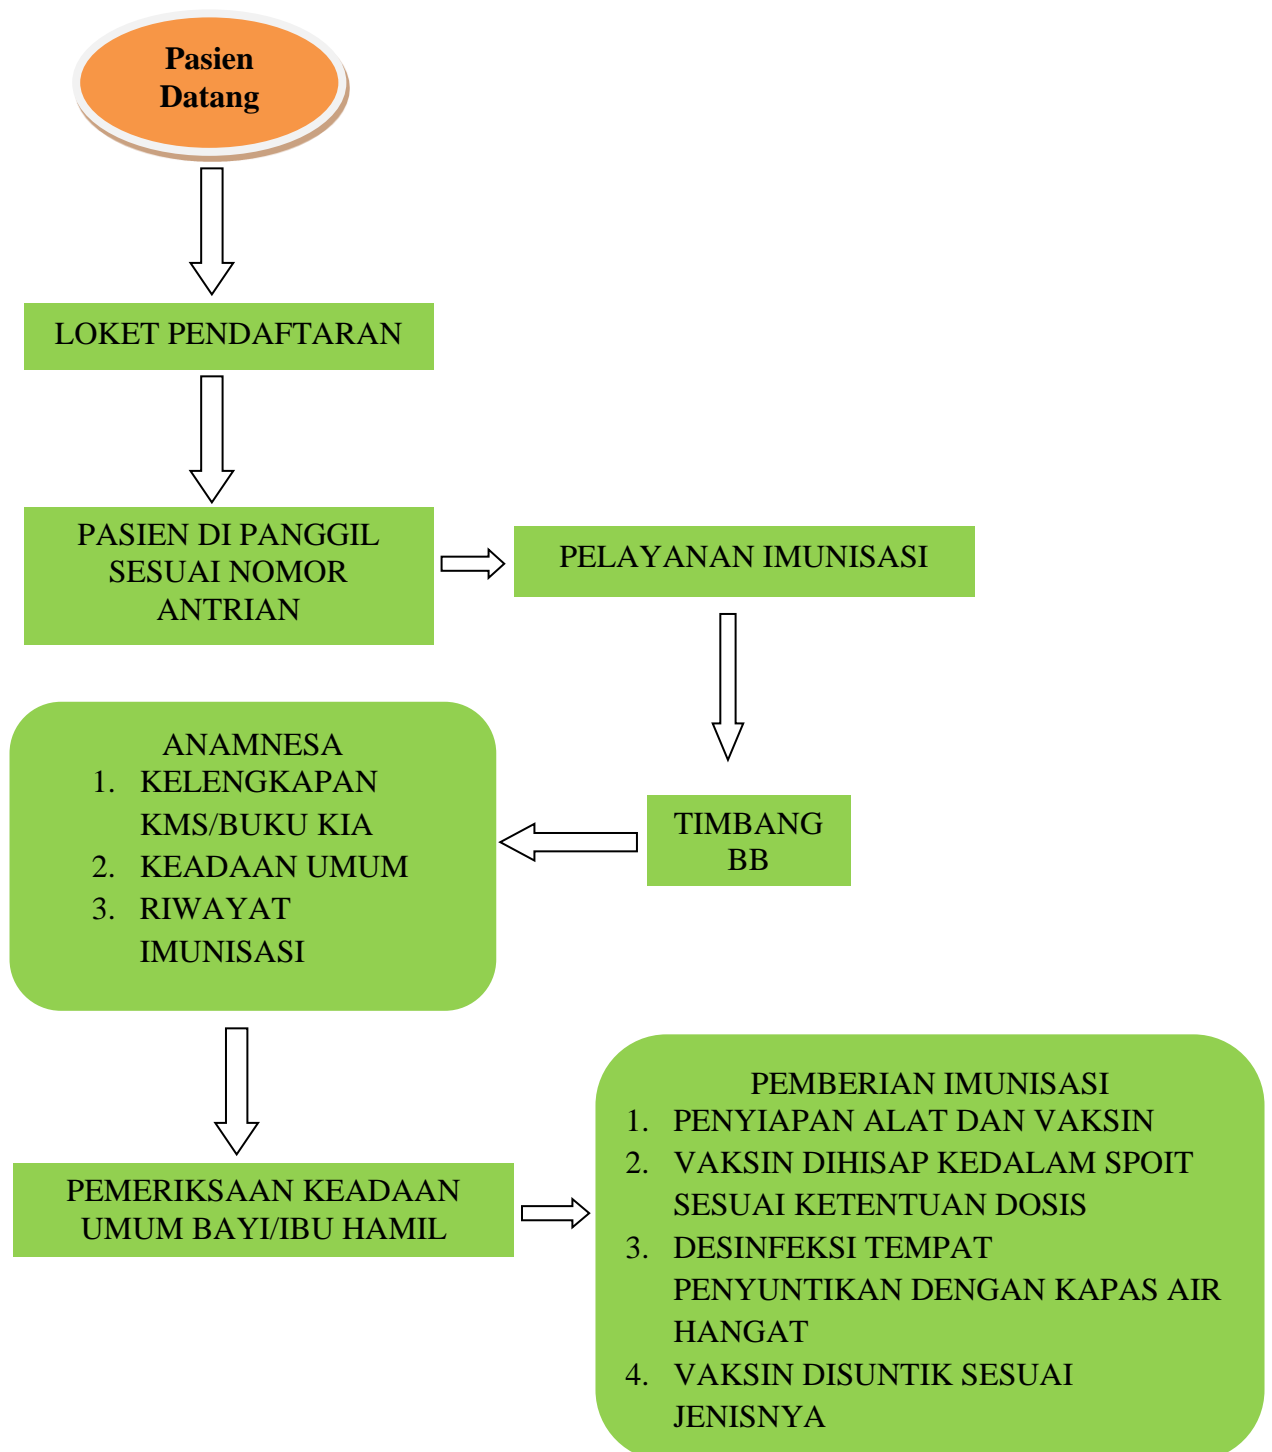 Pasien
Datang
LOKET PENDAFTARAN
PASIEN DI PANGGIL
SESUAI NOMOR
ANTRIAN
PELAYANAN IMUNISASI
TIMBANG
BB
ANAMNESA
1. KELENGKAPAN
KMS/BUKU KIA
2. KEADAAN UMUM
3. RIWAYAT
IMUNISASI
PEMERIKSAAN KEADAAN
UMUM BAYI/IBU HAMIL
PEMBERIAN IMUNISASI
1. PENYIAPAN ALAT DAN VAKSIN
2. VAKSIN DIHISAP KEDALAM SPOIT
SESUAI KETENTUAN DOSIS
3. DESINFEKSI TEMPAT
PENYUNTIKAN DENGAN KAPAS AIR
HANGAT
4. VAKSIN DISUNTIK SESUAI
JENISNYA